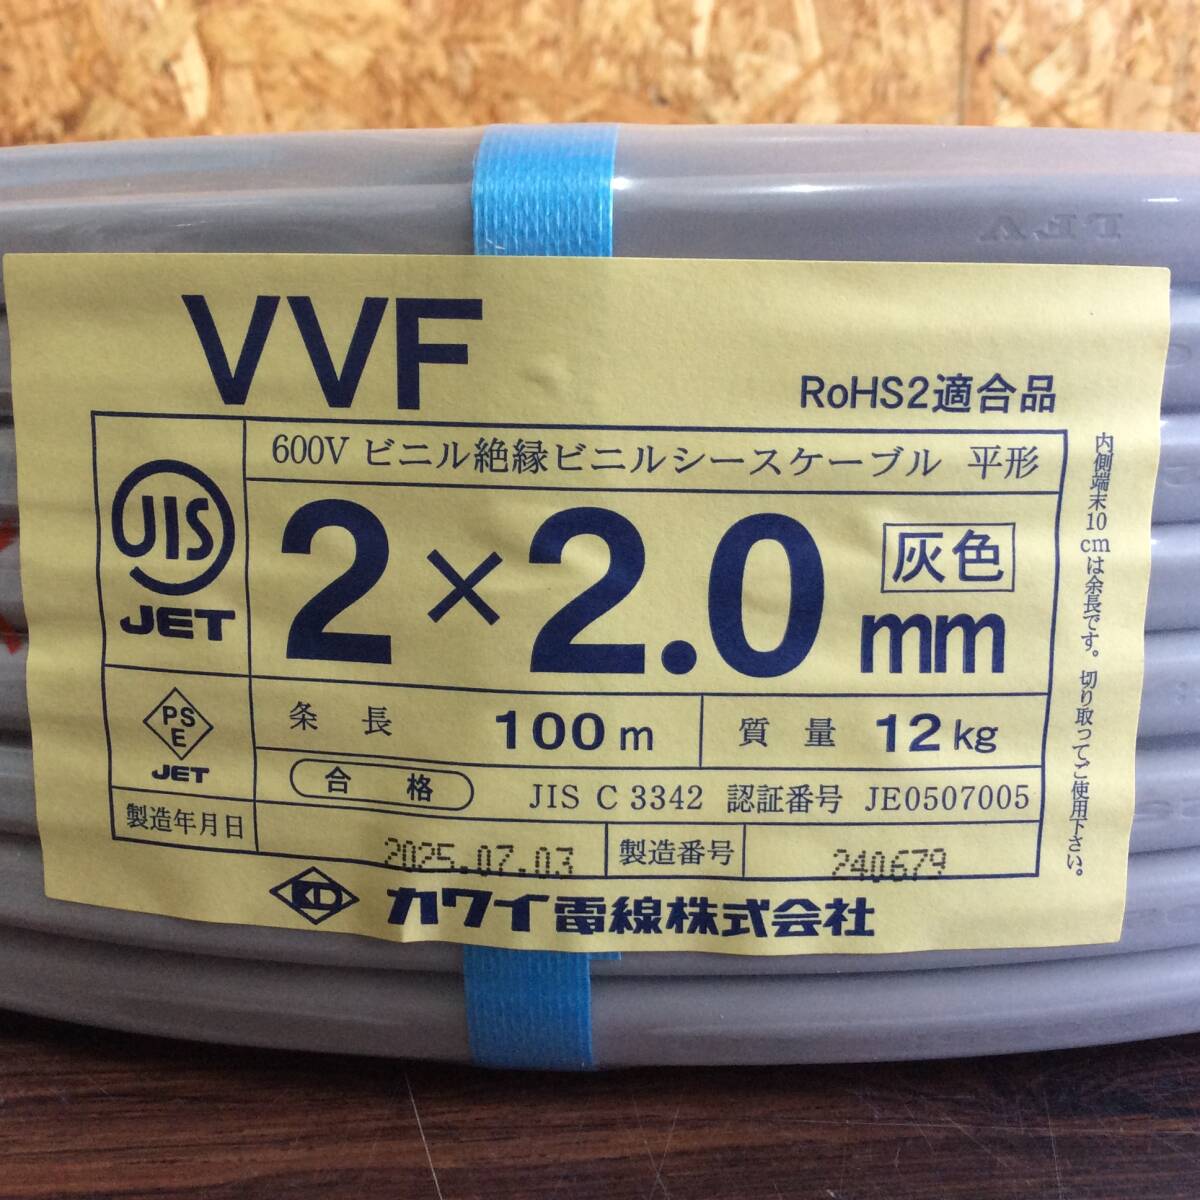 VVF
RoHS2適合品
600V ビニル絶縁ビニルシースケーブル 平形
JIS
JET
2×2.0mm
灰色
PS
E
JET
条長 100m
質量 12kg
合格
JIS C 3342 認証番号 JE0507005
製造年月日 2025.07.03
製造番号 240679
カワイ電線株式会社
内側端末10cmは余長です。切り取ってご使用下さい。